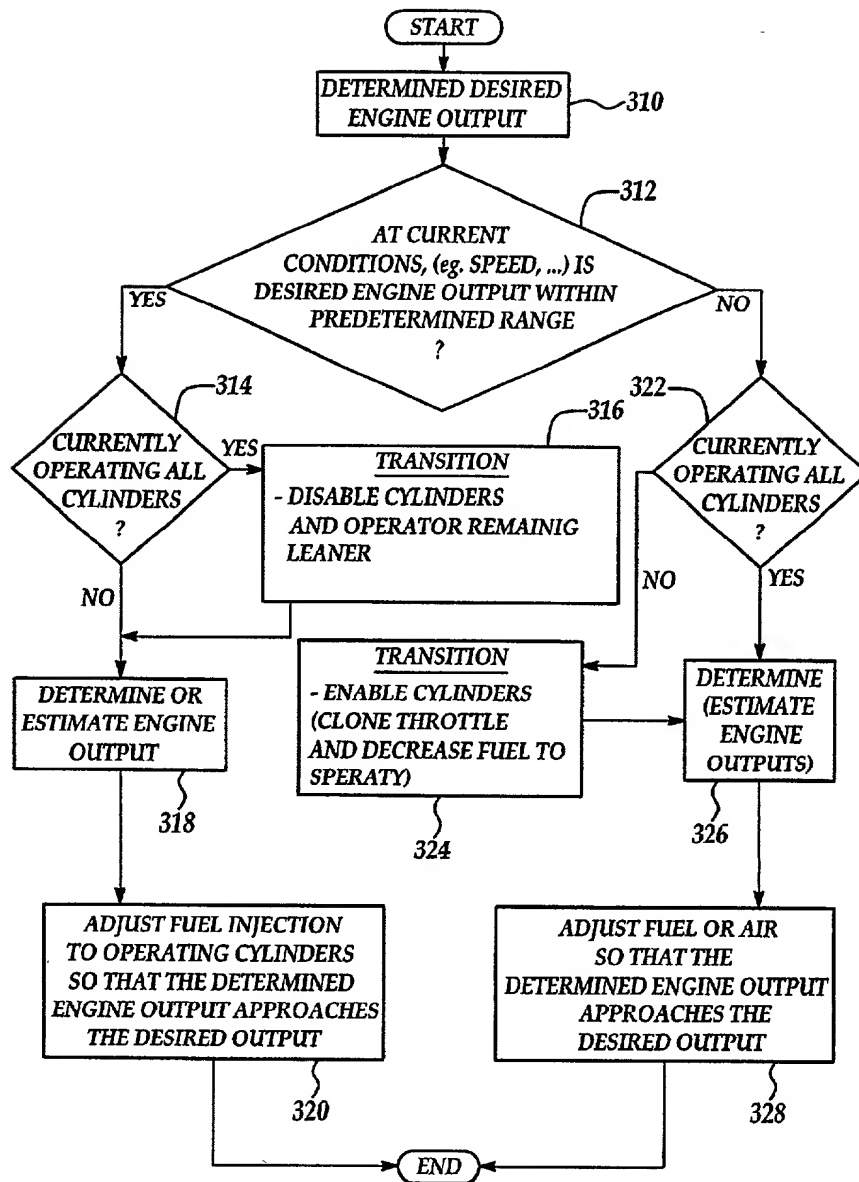 START
DETERMINED DESIRED
ENGINE OUTPUT
310
312
AT CURRENT
CONDITIONS, (eg. SPEED, ...) IS
DESIRED ENGINE OUTPUT WITHIN
PREDETERMINED RANGE
?
YES
NO
314
CURRENTLY
OPERATING ALL
CYLINDERS
?
YES
NO
316
TRANSITION
- DISABLE CYLINDERS
AND OPERATOR REMAINIG
LEANER
322
CURRENTLY
OPERATING ALL
CYLINDERS
?
NO
YES
DETERMINE OR
ESTIMATE ENGINE
OUTPUT
318
TRANSITION
- ENABLE CYLINDERS
(CLONE THROTTLE
AND DECREASE FUEL TO
SPERATY)
324
DETERMINE
(ESTIMATE
ENGINE
OUTPUTS)
326
ADJUST FUEL INJECTION
TO OPERATING CYLINDERS
SO THAT THE DETERMINED
ENGINE OUTPUT APPROACHES
THE DESIRED OUTPUT
320
ADJUST FUEL OR AIR
SO THAT THE
DETERMINED ENGINE OUTPUT
APPROACHES THE
DESIRED OUTPUT
328
END